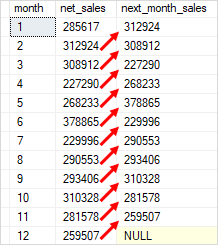 month net_sales next_month_sales
1 285617 312924
2 312924 308912
3 308912 227290
4 227290 268233
5 268233 378865
6 378865 229996
7 229996 290553
8 290553 293406
9 293406 310328
10 310328 281578
11 281578 259507
12 259507 NULL